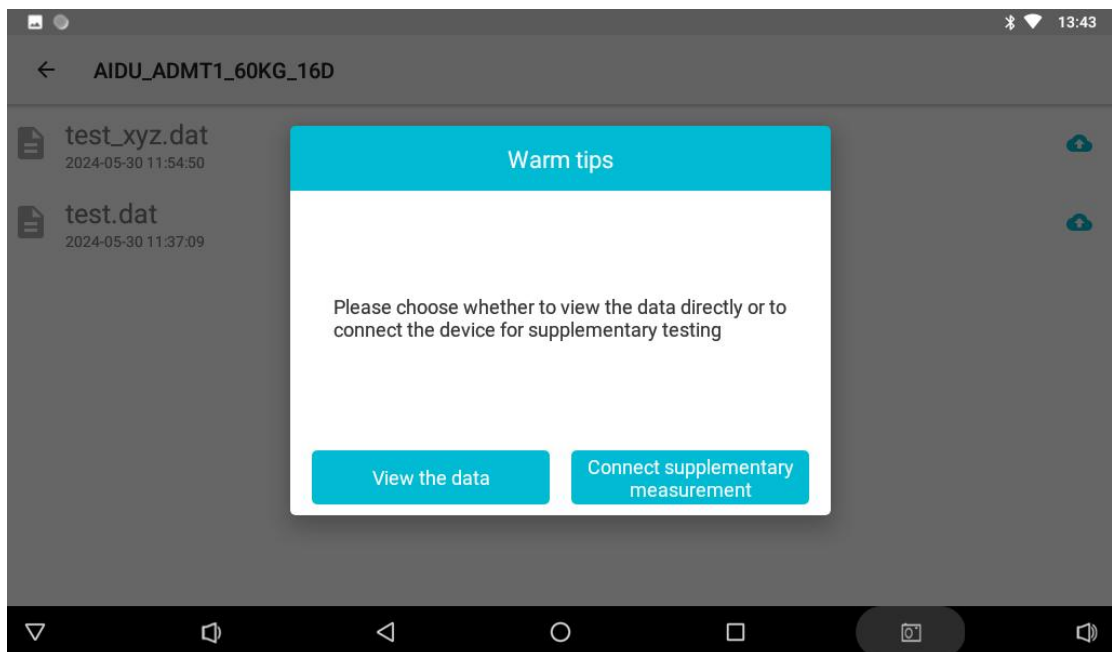 13:43
AIDU_ADMT1_60KG_16D
test_xyz.dat
2024-05-30 11:54:50
test.dat
2024-05-30 11:37:09
Warm tips
Please choose whether to view the data directly or to
connect the device for supplementary testing
View the data
Connect supplementary
measurement